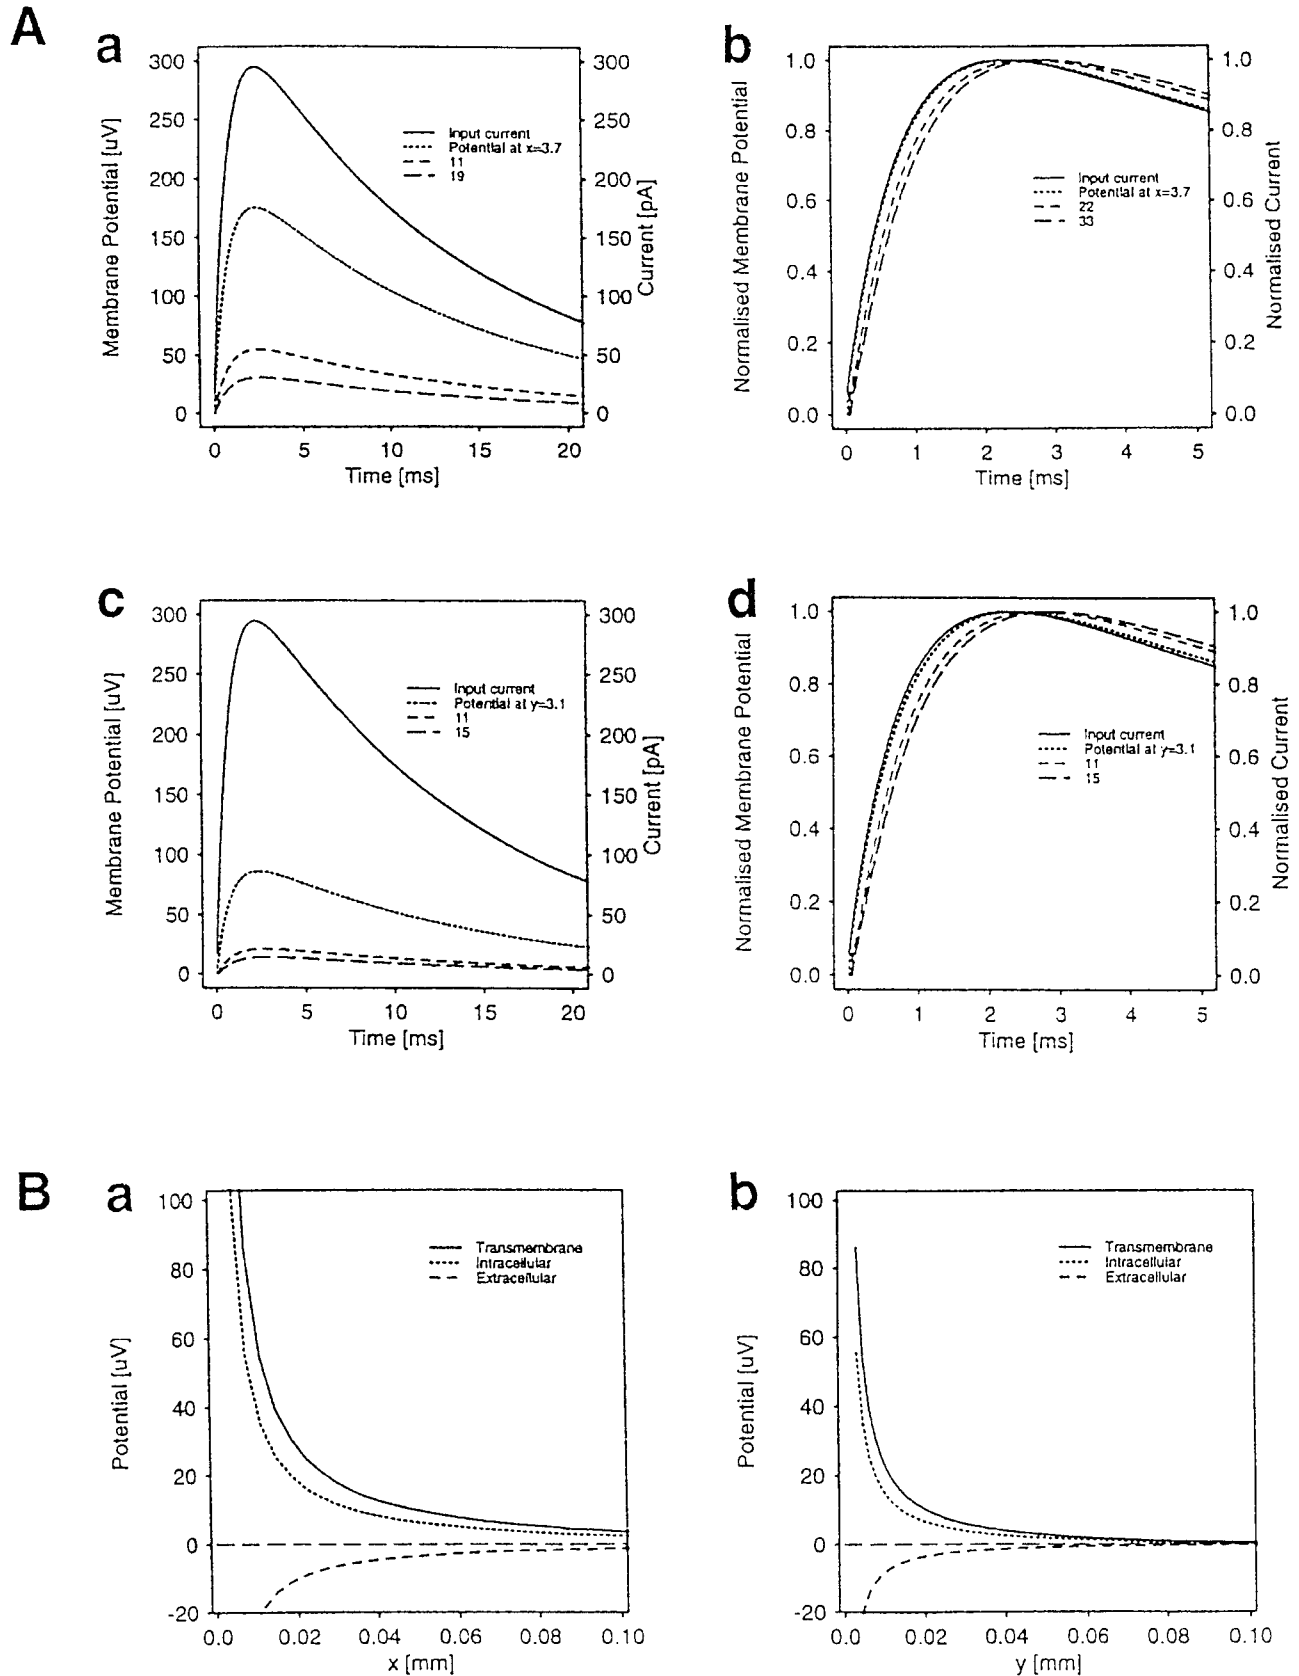 A
a
Membrane Potential [uV]
300
250
200
150
100
50
0
Input current
Potential at x=3.7
11
19
300
250
200
150
100
50
0
Current [pA]
0 5 10 15 20
Time [ms]
b
Normalised Membrane Potential
1.0
0.8
0.6
0.4
0.2
0.0
Input current
Potential at x=3.7
22
33
1.0
0.8
0.6
0.4
0.2
0.0
Normalised Current
0 1 2 3 4 5
Time [ms]
c
Membrane Potential [uV]
300
250
200
150
100
50
0
Input current
Potential at y=3.1
11
15
300
250
200
150
100
50
0
Current [pA]
0 5 10 15 20
Time [ms]
d
Normalised Membrane Potential
1.0
0.8
0.6
0.4
0.2
0.0
Input current
Potential at y=3.1
11
15
1.0
0.8
0.6
0.4
0.2
0.0
Normalised Current
0 1 2 3 4 5
Time [ms]
B
a
Potential [uV]
100
80
60
40
20
0
-20
Transmembrane
Intracellular
Extracellular
0.0 0.02 0.04 0.06 0.08 0.10
x [mm]
b
Potential [uV]
100
80
60
40
20
0
-20
Transmembrane
Intracellular
Extracellular
0.0 0.02 0.04 0.06 0.08 0.10
y [mm]